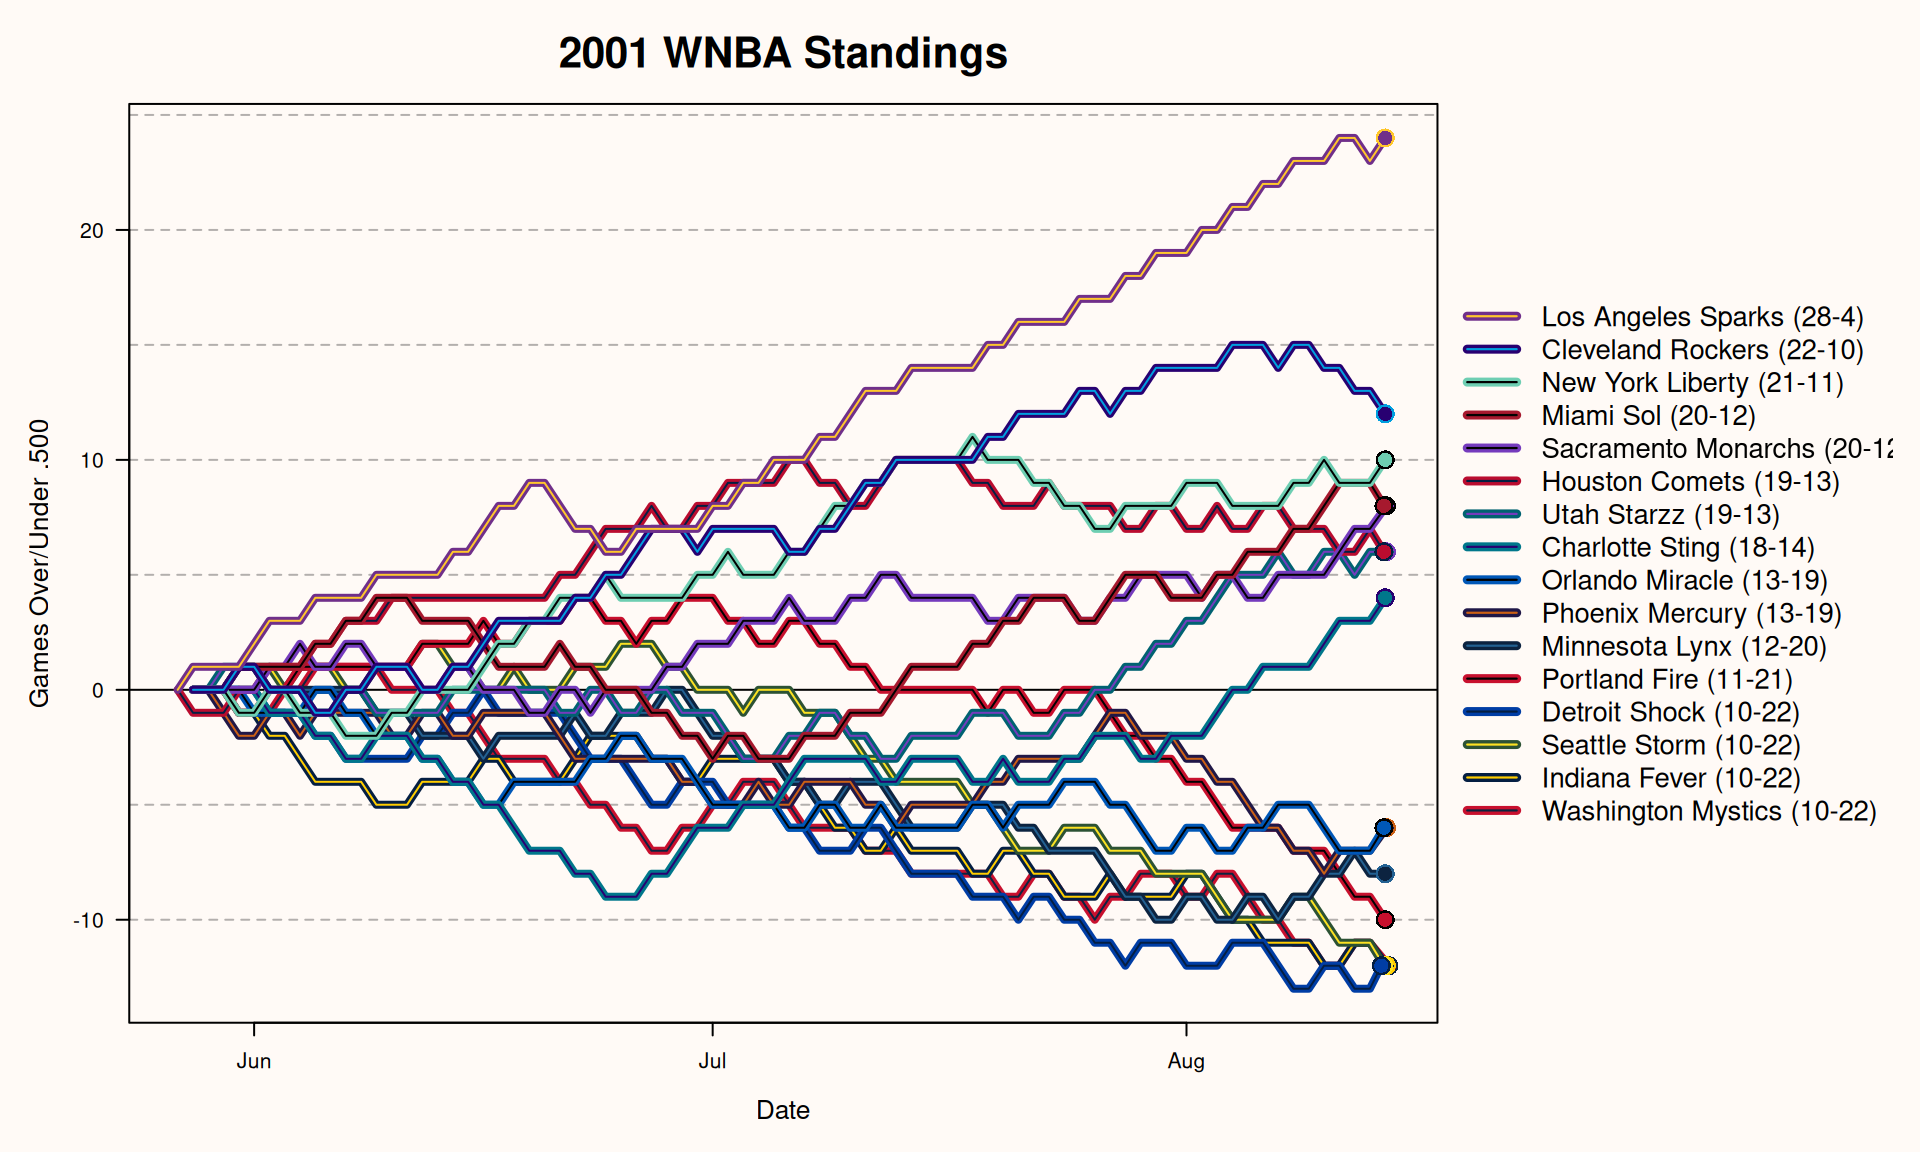 2001 WNBA Standings
Games Over/Under .500
20
10
0
-10
Jun
Jul
Aug
Date
Los Angeles Sparks (28-4)
Cleveland Rockers (22-10)
New York Liberty (21-11)
Miami Sol (20-12)
Sacramento Monarchs (20-12
Houston Comets (19-13)
Utah Starzz (19-13)
Charlotte Sting (18-14)
Orlando Miracle (13-19)
Phoenix Mercury (13-19)
Minnesota Lynx (12-20)
Portland Fire (11-21)
Detroit Shock (10-22)
Seattle Storm (10-22)
Indiana Fever (10-22)
Washington Mystics (10-22)